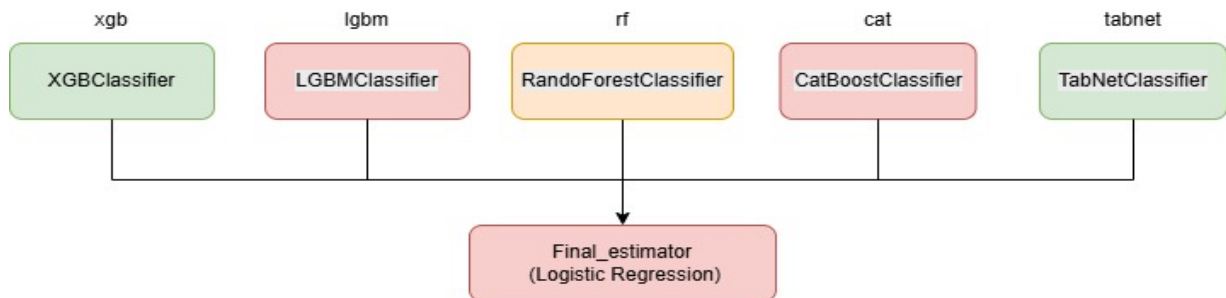 xgb
lgbm
rf
cat
tabnet
XGBClassifier
LGBMClassifier
RandoForestClassifier
CatBoostClassifier
TabNetClassifier
Final_estimator
(Logistic Regression)